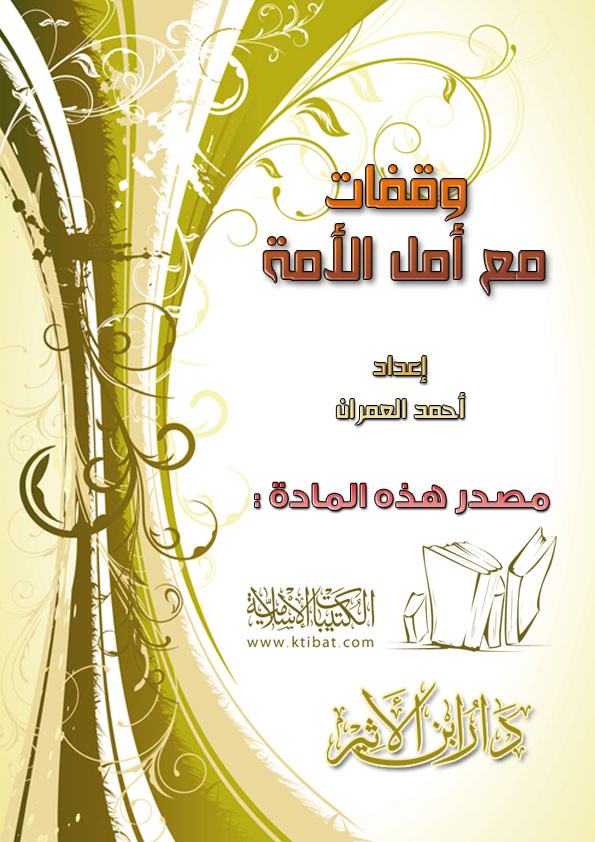 وقفات
مع أمل الأمة
إعداد
أحمد العمران
مصدر هذه المادة :
الكتيبات الإسلامية
www.ktibat.com
دار ابن الأثير